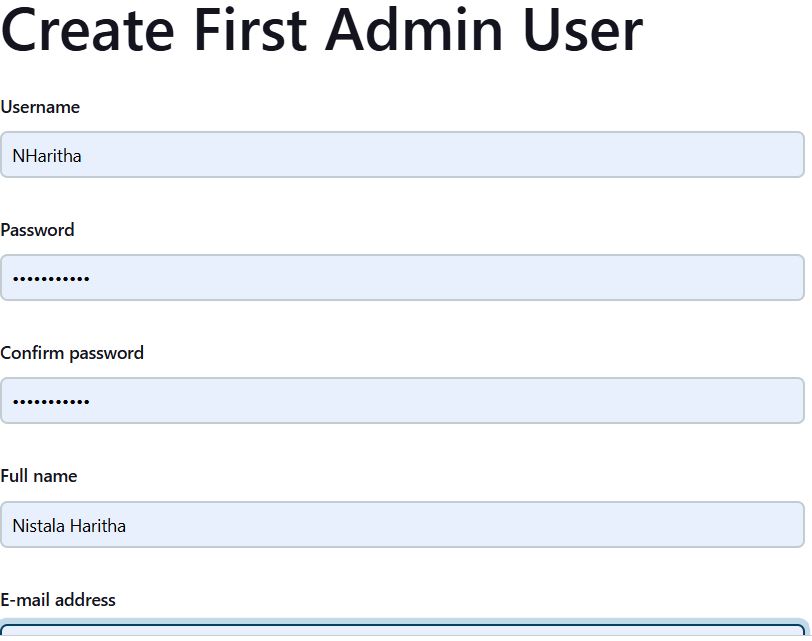 Create First Admin User
Username
NHaritha
Password
•••••••••••
Confirm password
•••••••••••
Full name
Nistala Haritha
E-mail address